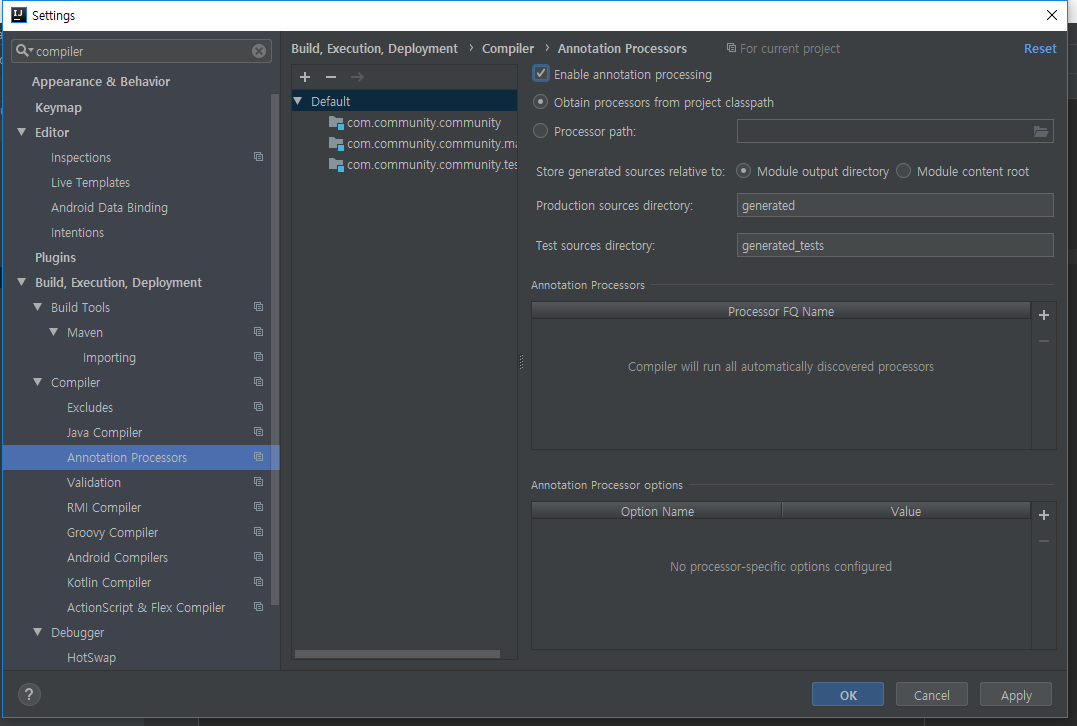 Settings
compiler
Appearance & Behavior
Keymap
Editor
Inspections
Live Templates
Android Data Binding
Intentions
Plugins
Build, Execution, Deployment
Build Tools
Maven
Importing
Compiler
Excludes
Java Compiler
Annotation Processors
Validation
RMI Compiler
Groovy Compiler
Android Compilers
Kotlin Compiler
ActionScript & Flex Compiler
Debugger
HotSwap
Build, Execution, Deployment › Compiler › Annotation Processors For current project Reset
Default
com.community.community
com.community.community.ma
com.community.community.tes
Enable annotation processing
Obtain processors from project classpath
Processor path:
Store generated sources relative to: Module output directory Module content root
Production sources directory: generated
Test sources directory: generated_tests
Annotation Processors
Processor FQ Name
Compiler will run all automatically discovered processors
Annotation Processor options
Option Name Value
No processor-specific options configured
? OK Cancel Apply